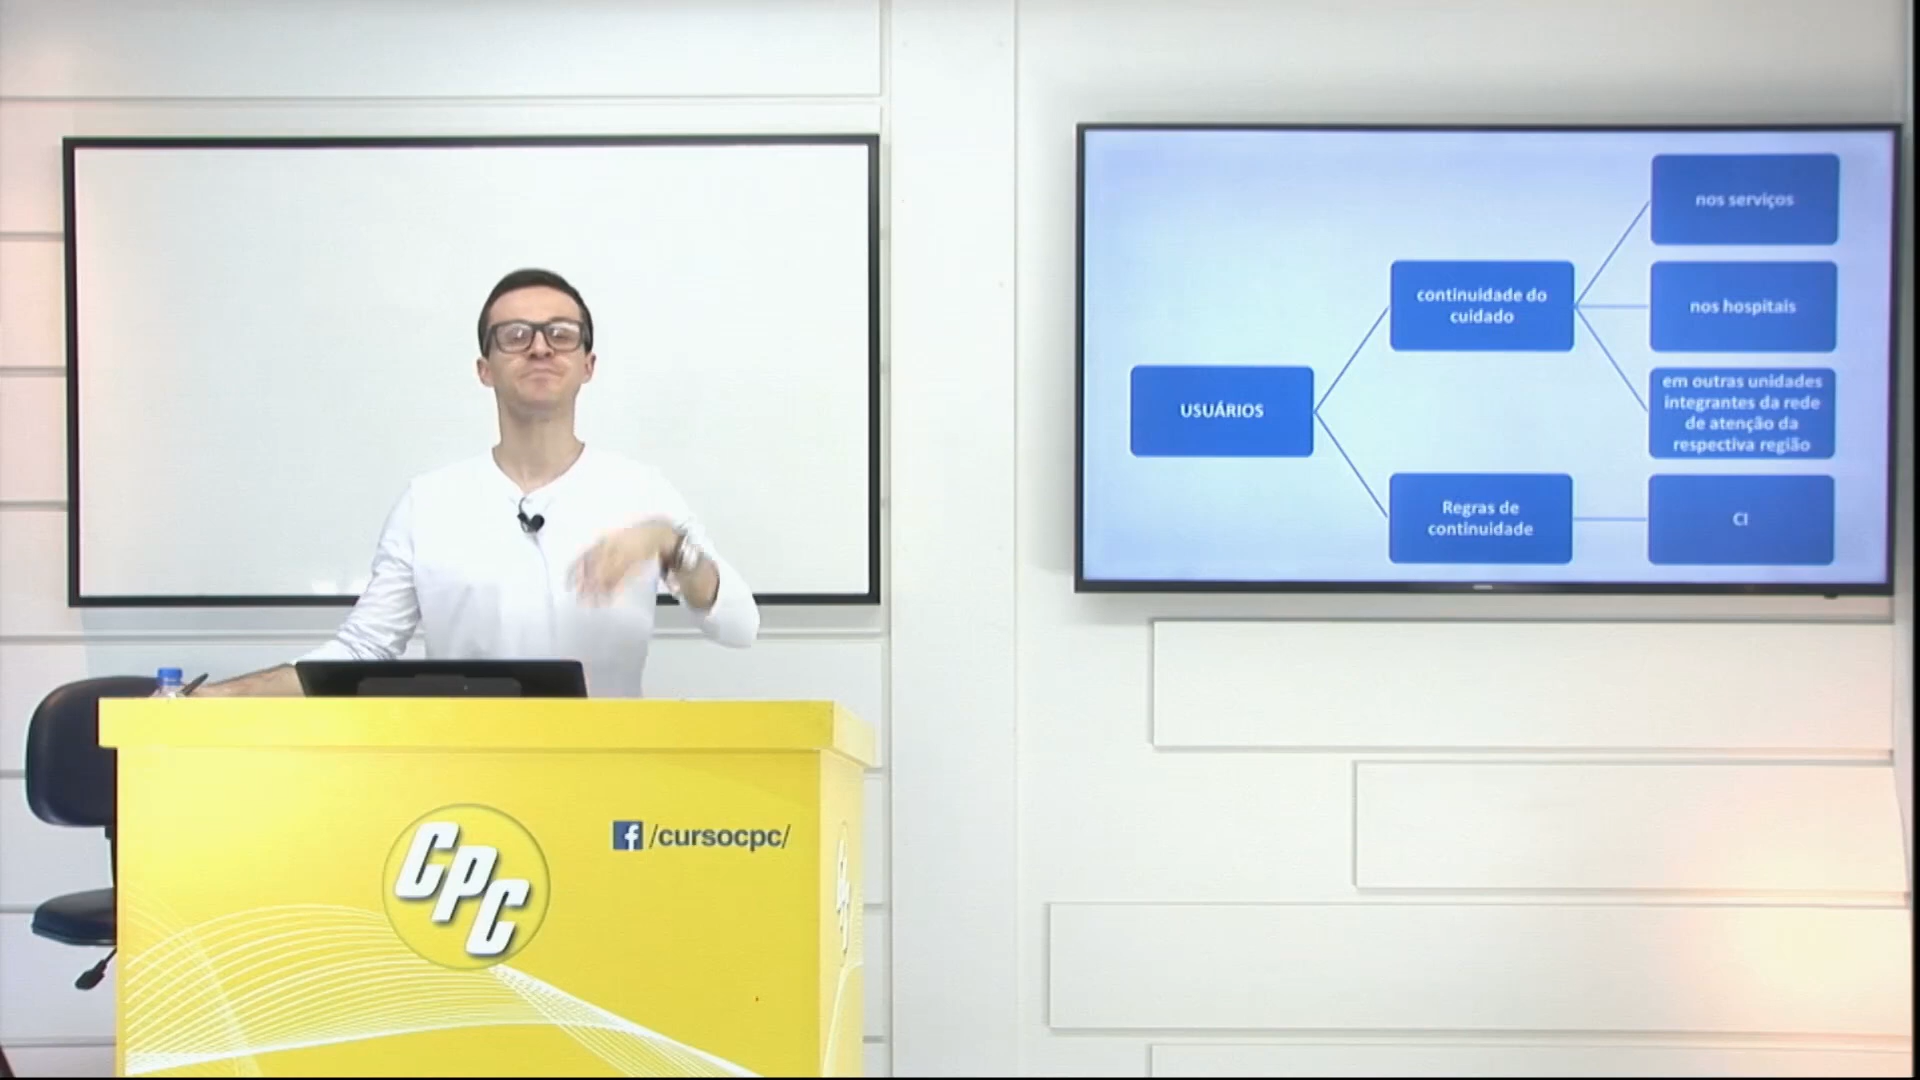 nos serviços
continuidade do
cuidado
nos hospitais
em outras unidades
integrantes da rede
de atenção da
respectiva região
USUÁRIOS
Regras de
continuidade
CI
CPC
f/cursocpc/